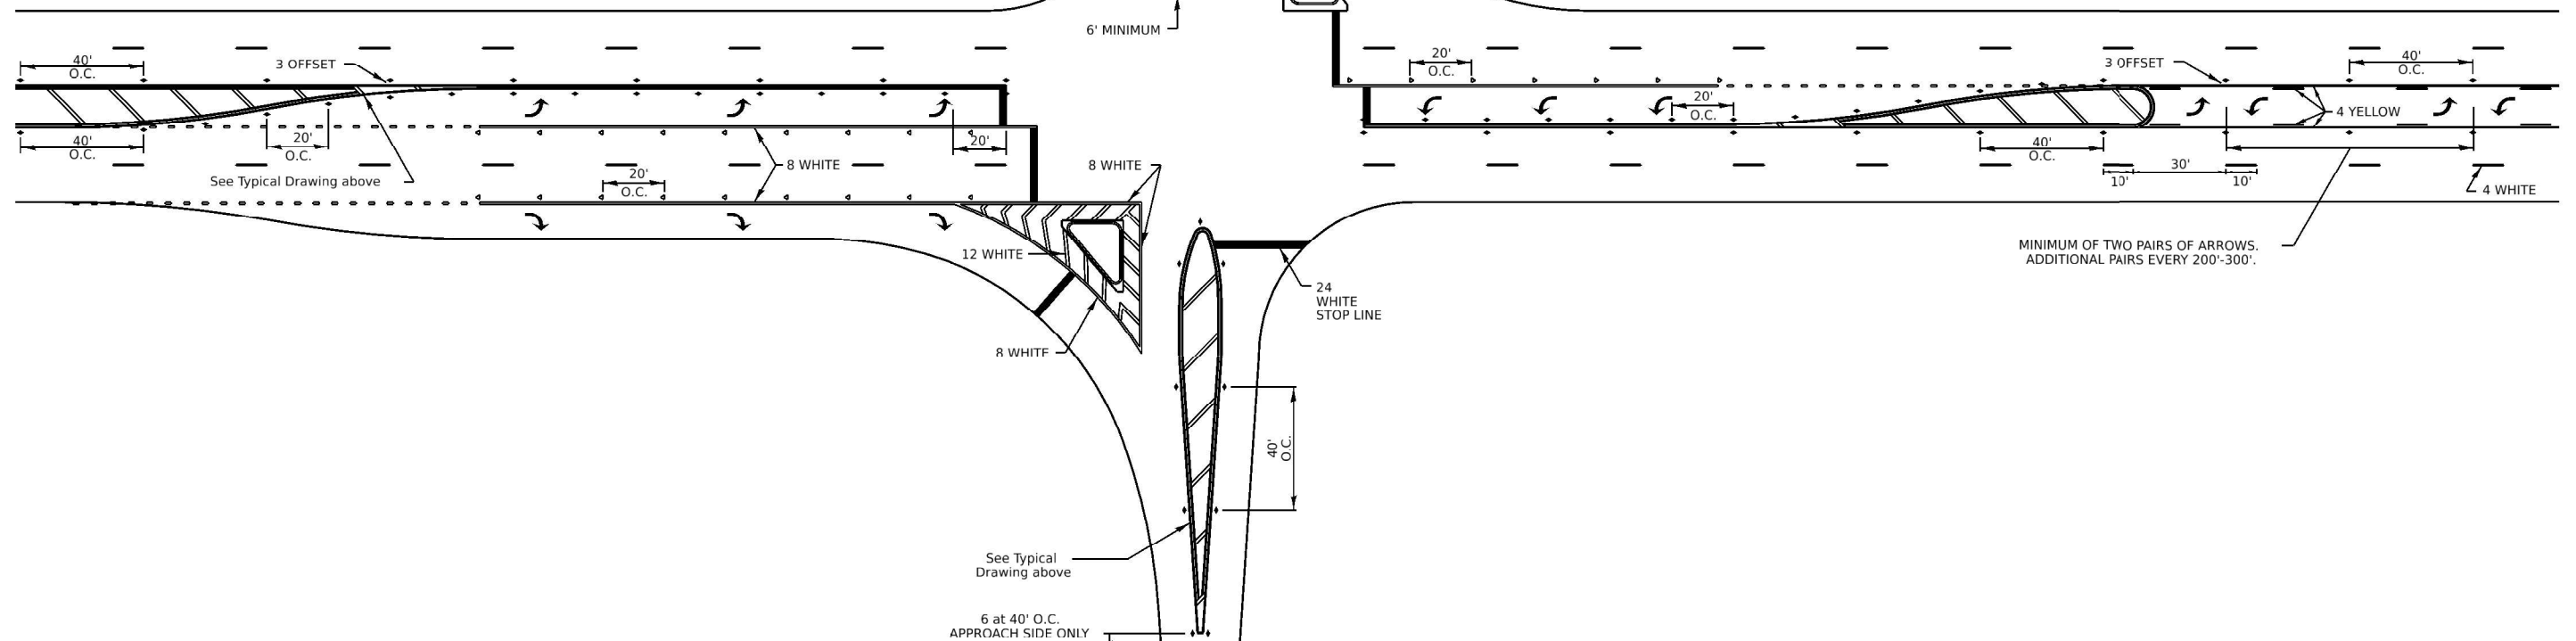 6' MINIMUM
40'
O.C.
3 OFFSET
20'
O.C.
3 OFFSET
40'
O.C.
20'
O.C.
4 YELLOW
40'
O.C.
20'
O.C.
20'
40'
O.C.
See Typical Drawing above
20'
O.C.
8 WHITE
8 WHITE
30'
10'
10'
4 WHITE
12 WHITE
MINIMUM OF TWO PAIRS OF ARROWS.
ADDITIONAL PAIRS EVERY 200'-300'.
24
WHITE
STOP LINE
8 WHITE
40'
O.C.
See Typical
Drawing above
6 at 40' O.C.
APPROACH SIDE ONLY